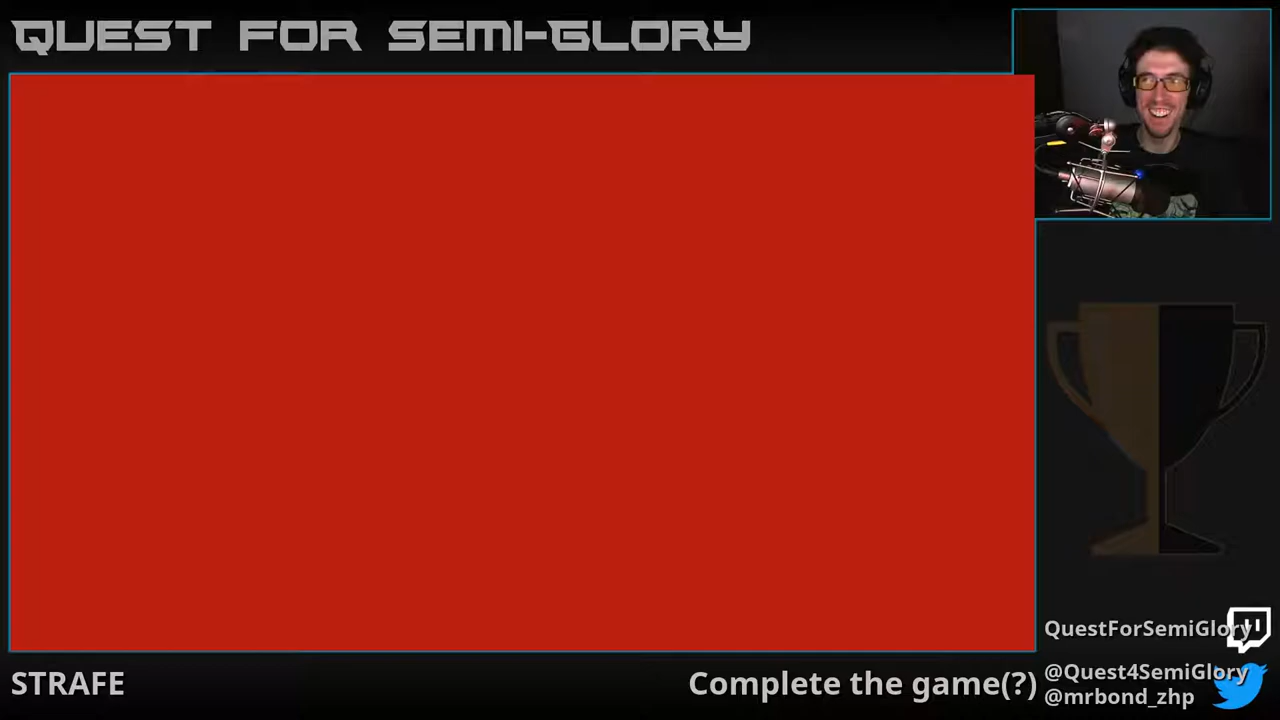 QUEST FOR SEMI-GLORY
QuestForSemiGlory
STRAFE
Complete the game(?)
@Quest4SemiGlory
@mrbond_zhp